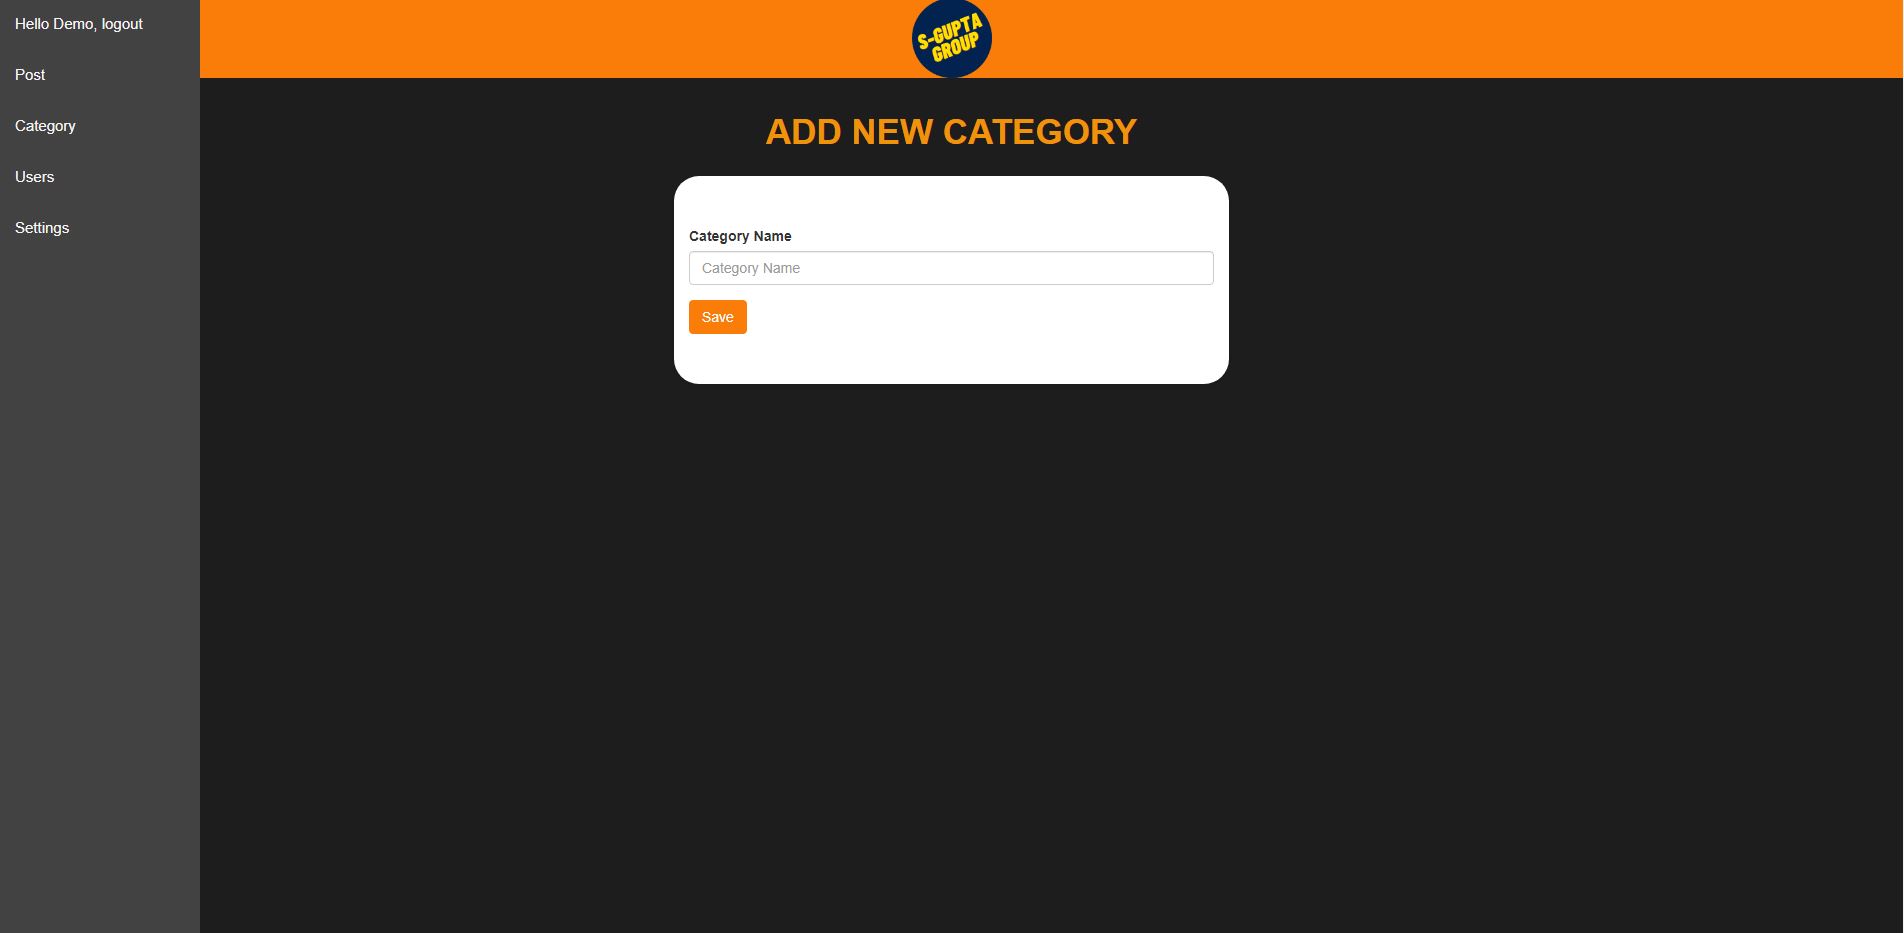 Hello Demo, logout
Post
Category
Users
Settings
S-GUPTA
GROUP
ADD NEW CATEGORY
Category Name
Category Name
Save